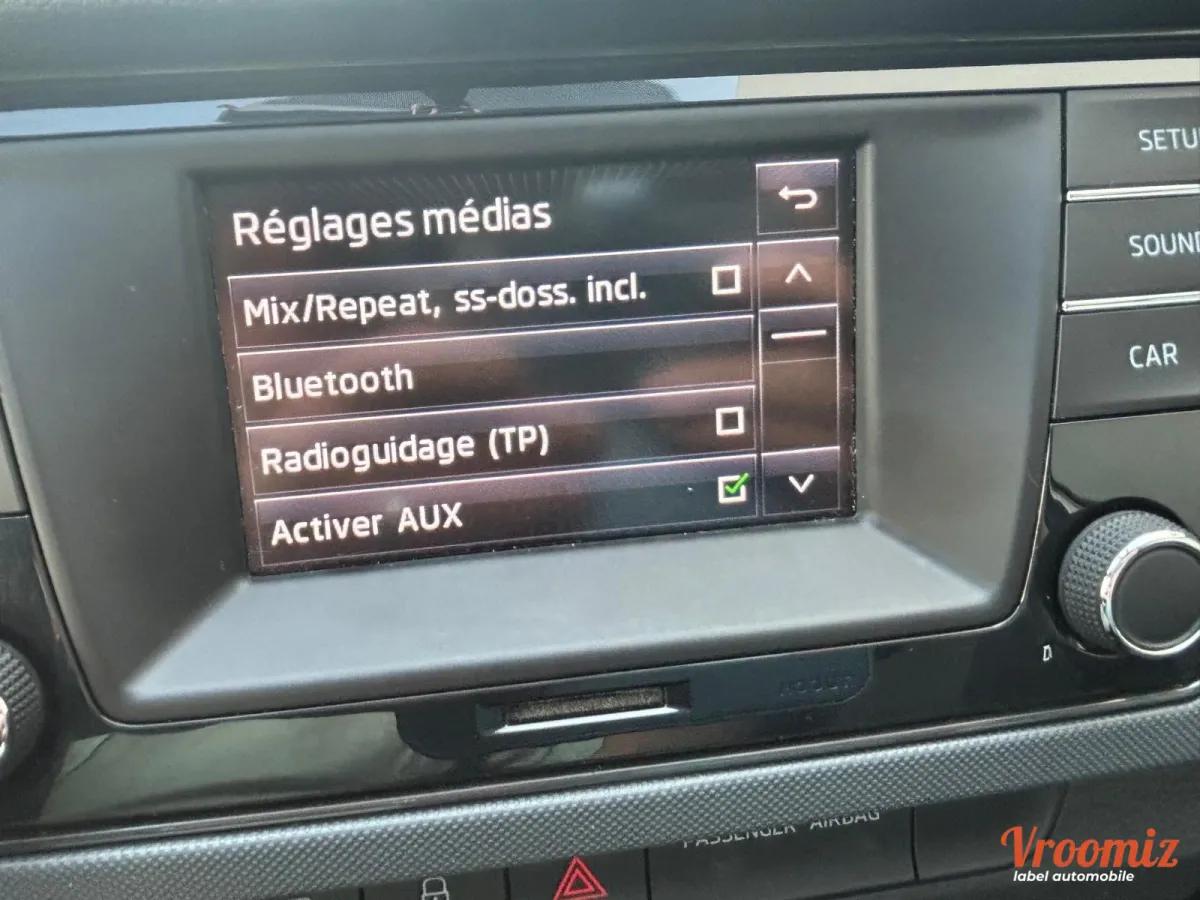 Réglages médias
Mix/Repeat, ss-doss. incl.
Bluetooth
Radioguidage (TP)
Activer AUX
SETU
SOUND
CAR
PASSENGER AIRBAG
Vroomiz
label automobile